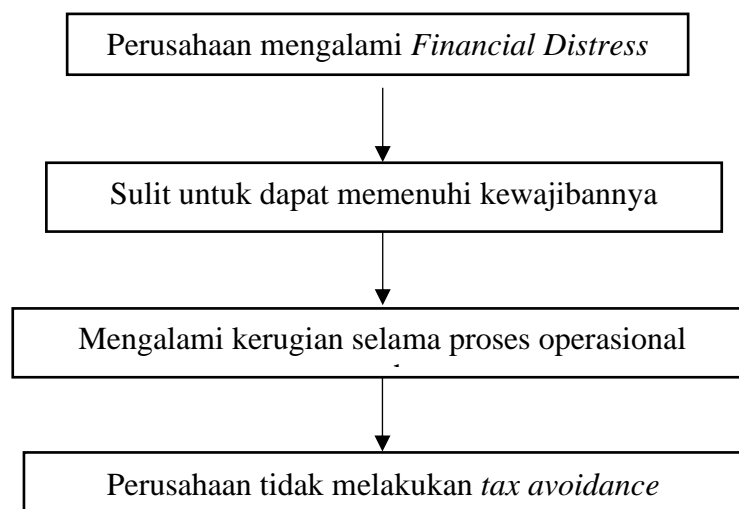 Perusahaan mengalami Financial Distress
Sulit untuk dapat memenuhi kewajibannya
Mengalami kerugian selama proses operasional
Perusahaan tidak melakukan tax avoidance